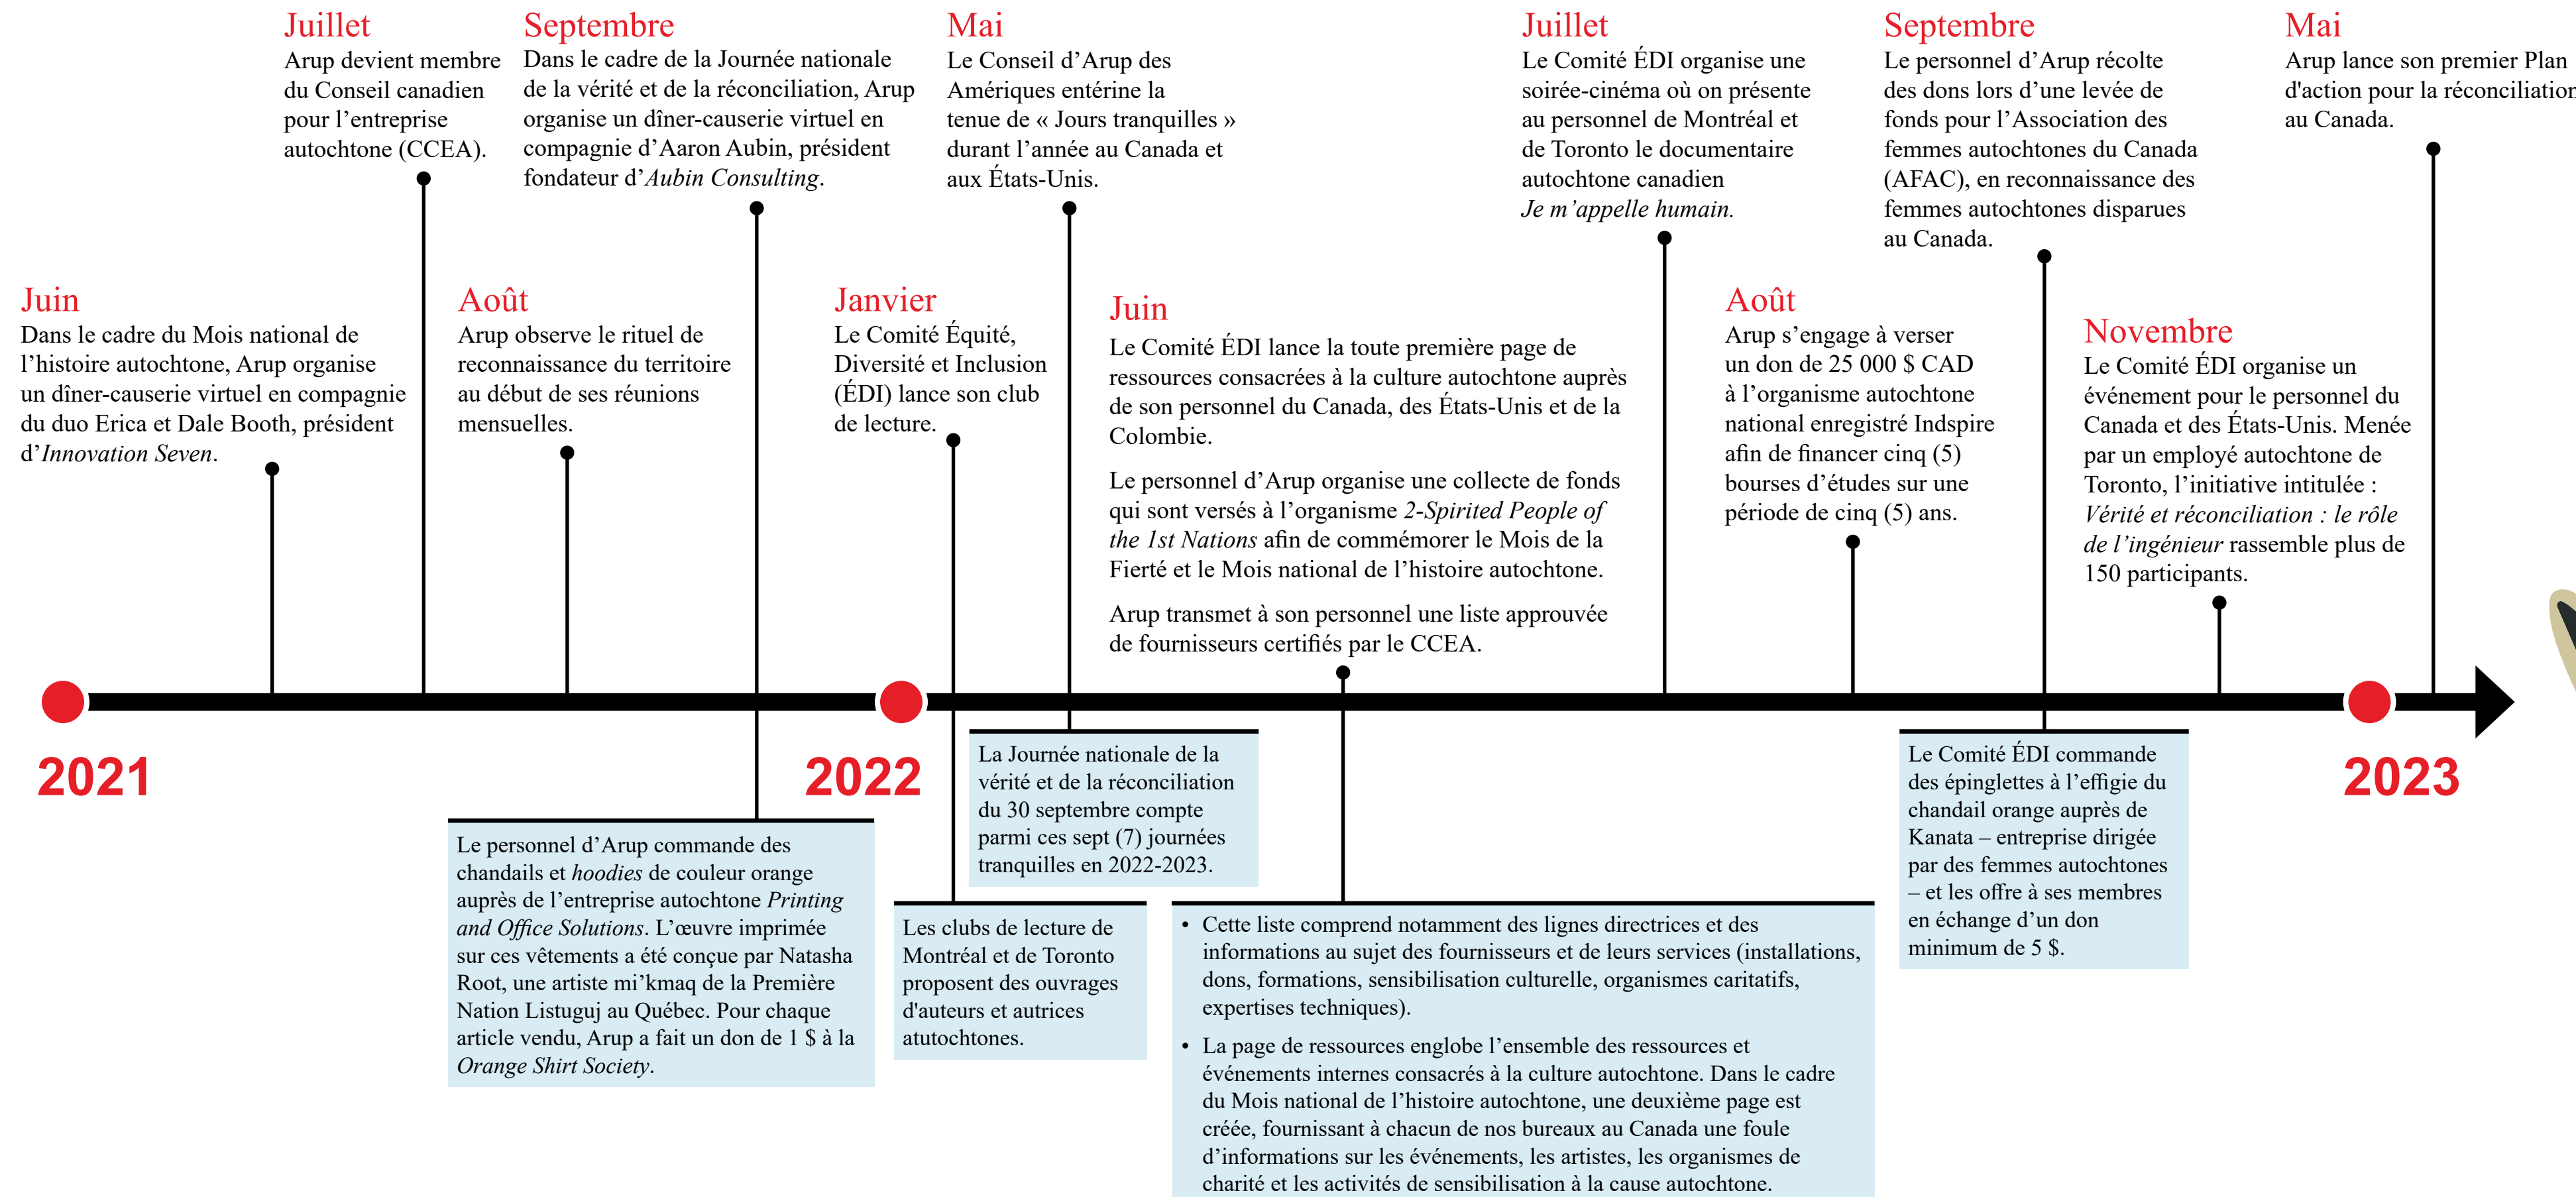 Juin
Dans le cadre du Mois national de
l’histoire autochtone, Arup organise
un dîner-causerie virtuel en compagnie
du duo Erica et Dale Booth, président
d’Innovation Seven.
Juillet
Arup devient membre
du Conseil canadien
pour l’entreprise
autochtone (CCEA).
Août
Arup observe le rituel de
reconnaissance du territoire
au début de ses réunions
mensuelles.
Septembre
Dans le cadre de la Journée nationale
de la vérité et de la réconciliation, Arup
organise un dîner-causerie virtuel en
compagnie d’Aaron Aubin, président
fondateur d’Aubin Consulting.
Janvier
Le Comité Équité,
Diversité et Inclusion
(ÉDI) lance son club
de lecture.
Mai
Le Conseil d’Arup des
Amériques entérine la
tenue de « Jours tranquilles »
durant l’année au Canada et
aux États-Unis.
Juin
Le Comité ÉDI lance la toute première page de
ressources consacrées à la culture autochtone auprès
de son personnel du Canada, des États-Unis et de la
Colombie.
Le personnel d’Arup organise une collecte de fonds
qui sont versés à l’organisme 2-Spirited People of
the 1st Nations afin de commémorer le Mois de la
Fierté et le Mois national de l’histoire autochtone.
Arup transmet à son personnel une liste approuvée
de fournisseurs certifiés par le CCEA.
Juillet
Le Comité ÉDI organise une
soirée-cinéma où on présente
au personnel de Montréal et
de Toronto le documentaire
autochtone canadien
Je m’appelle humain.
Août
Arup s’engage à verser
un don de 25 000 $ CAD
à l’organisme autochtone
national enregistré Indspire
afin de financer cinq (5)
bourses d’études sur une
période de cinq (5) ans.
Septembre
Le personnel d’Arup récolte
des dons lors d’une levée de
fonds pour l’Association des
femmes autochtones du Canada
(AFAC), en reconnaissance des
femmes autochtones disparues
au Canada.
Novembre
Le Comité ÉDI organise un
événement pour le personnel du
Canada et des États-Unis. Menée
par un employé autochtone de
Toronto, l’initiative intitulée :
Vérité et réconciliation : le rôle
de l’ingénieur rassemble plus de
150 participants.
Mai
Arup lance son premier Plan
d'action pour la réconciliation
au Canada.
2021
2022
2023
Le personnel d’Arup commande des
chandails et hoodies de couleur orange
auprès de l’entreprise autochtone Printing
and Office Solutions. L’œuvre imprimée
sur ces vêtements a été conçue par Natasha
Root, une artiste mi’kmaq de la Première
Nation Listuguj au Québec. Pour chaque
article vendu, Arup a fait un don de 1 $ à la
Orange Shirt Society.
Les clubs de lecture de
Montréal et de Toronto
proposent des ouvrages
d'auteurs et autrices
atutochtones.
La Journée nationale de la
vérité et de la réconciliation
du 30 septembre compte
parmi ces sept (7) journées
tranquilles en 2022-2023.
• Cette liste comprend notamment des lignes directrices et des
informations au sujet des fournisseurs et de leurs services (installations,
dons, formations, sensibilisation culturelle, organismes caritatifs,
expertises techniques).
• La page de ressources englobe l’ensemble des ressources et
événements internes consacrés à la culture autochtone. Dans le cadre
du Mois national de l’histoire autochtone, une deuxième page est
créée, fournissant à chacun de nos bureaux au Canada une foule
d’informations sur les événements, les artistes, les organismes de
charité et les activités de sensibilisation à la cause autochtone.
Le Comité ÉDI commande
des épinglettes à l’effigie du
chandail orange auprès de
Kanata – entreprise dirigée
par des femmes autochtones
– et les offre à ses membres
en échange d’un don
minimum de 5 $.